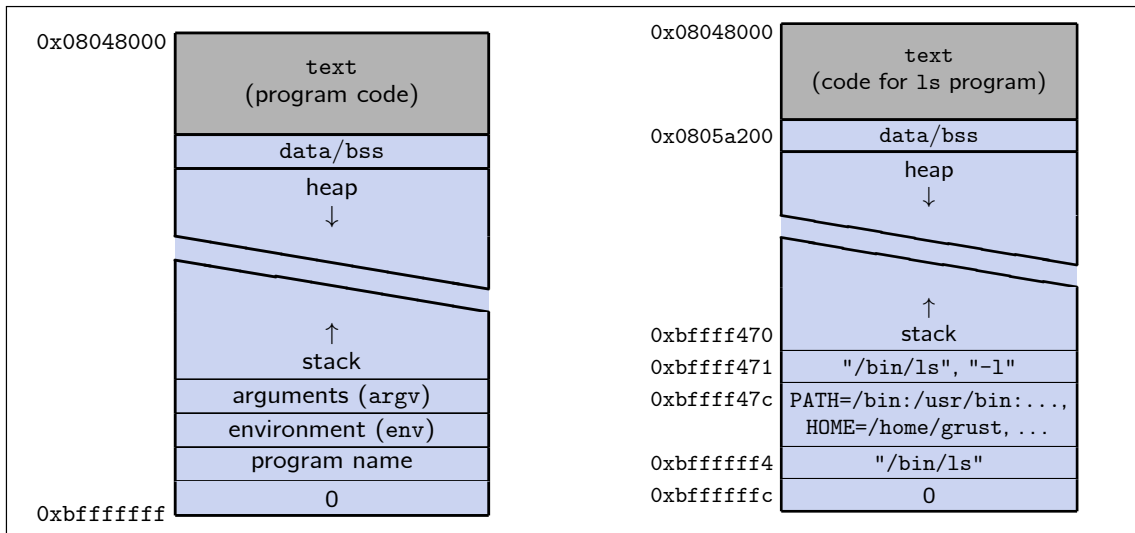 0x08048000
text
(program code)
data/bss
heap
↓
↑
stack
arguments (argv)
environment (env)
program name
0
0xbfffffff
0x08048000
text
(code for ls program)
0x0805a200
data/bss
heap
↓
↑
0xbffff470
stack
0xbffff471
"/bin/ls", "-l"
0xbffff47c
PATH=/bin:/usr/bin:...,
HOME=/home/grust, ...
0xbffffff4
"/bin/ls"
0xbffffffc
0